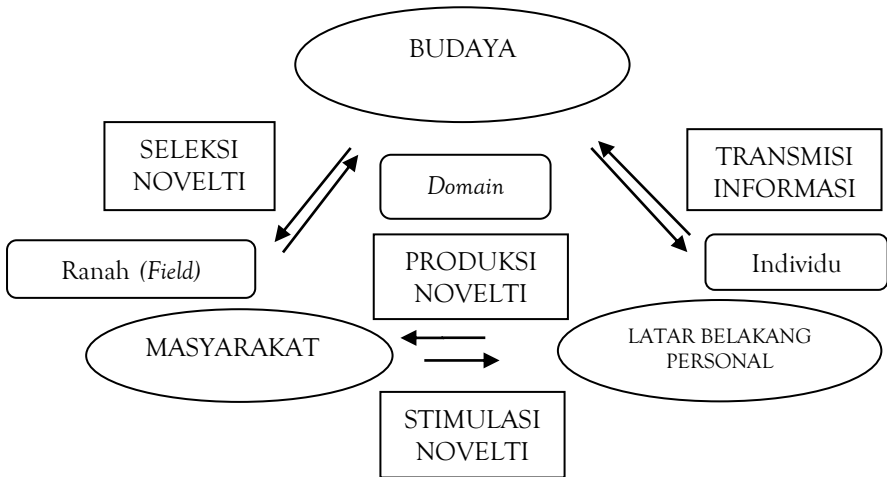 BUDAYA
SELEKSI
NOVELTI
TRANSMISI
INFORMASI
Domain
Ranah (Field)
PRODUKSI
NOVELTI
Individu
MASYARAKAT
LATAR BELAKANG
PERSONAL
STIMULASI
NOVELTI